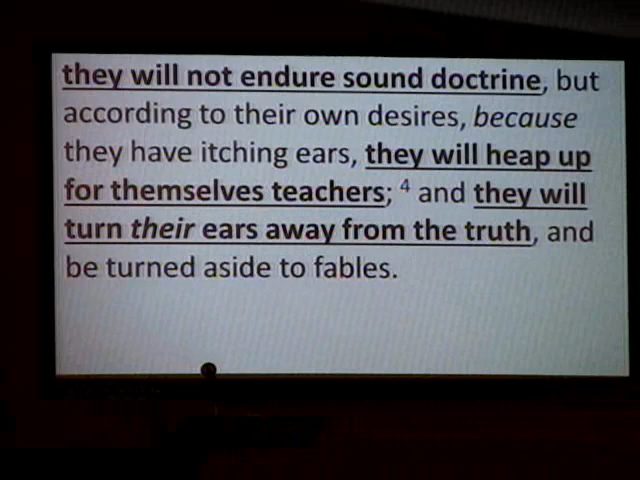 they will not endure sound doctrine, but
according to their own desires, because
they have itching ears, they will heap up
for themselves teachers; 4 and they will
turn their ears away from the truth, and
be turned aside to fables.